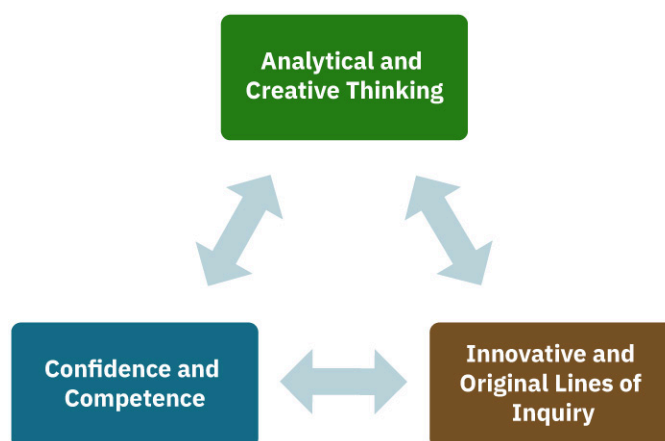 Analytical and
Creative Thinking
Confidence and
Competence
Innovative and
Original Lines of
Inquiry